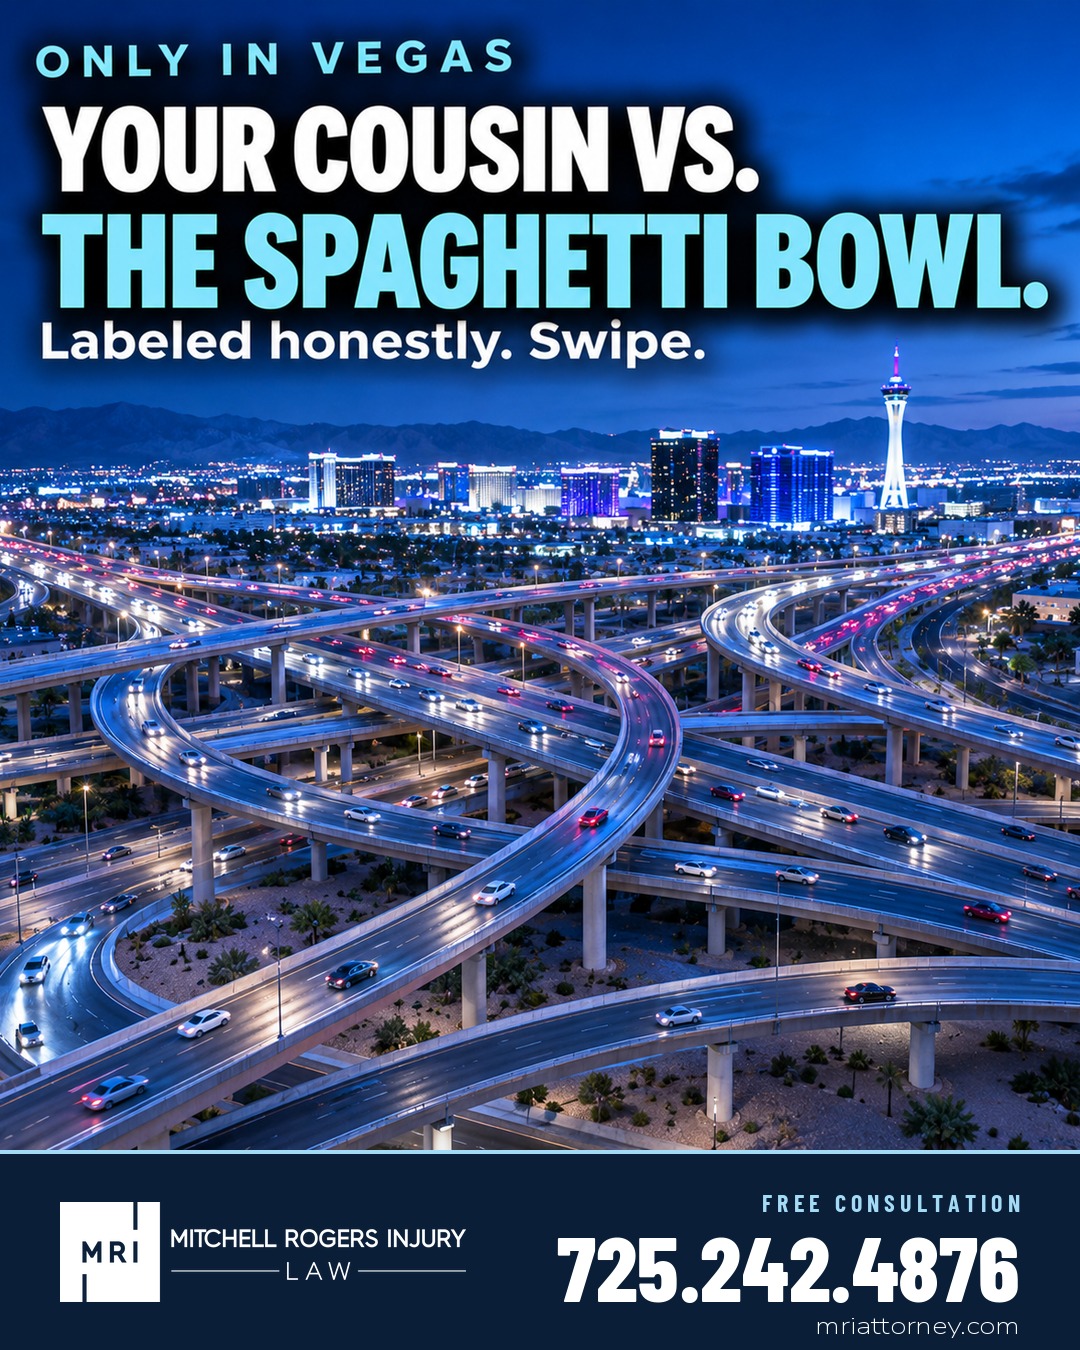 ONLY IN VEGAS
YOUR COUSIN VS.
THE SPAGHETTI BOWL.
Labeled honestly. Swipe.
MRI
MITCHELL ROGERS INJURY
LAW
FREE CONSULTATION
725.242.4876
mriattorney.com